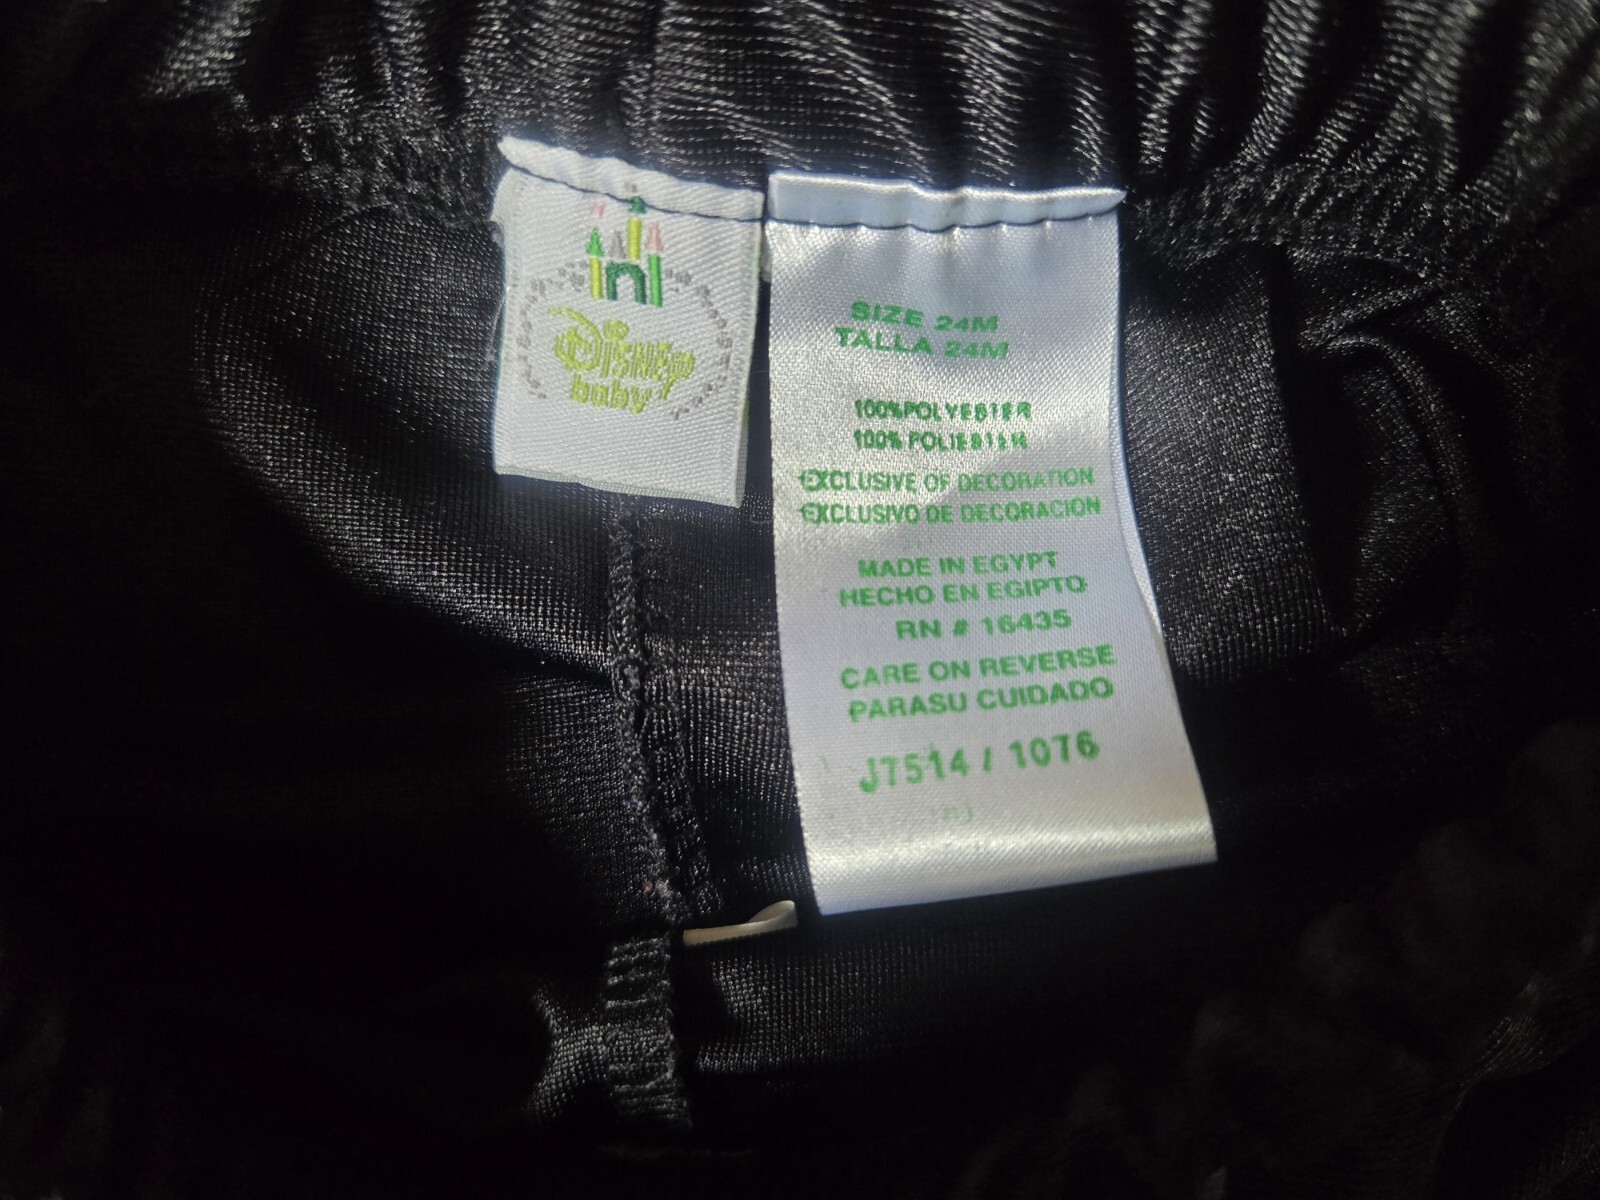 Disney
baby
SIZE 24M
TALLA 24M
100%POLYESTER
100% POLIESTER
EXCLUSIVE OF DECORATION
EXCLUSIVO DE DECORACION
MADE IN EGYPT
HECHO EN EGIPTO
RN # 16435
CARE ON REVERSE
PARASU CUIDADO
J7514 / 1076